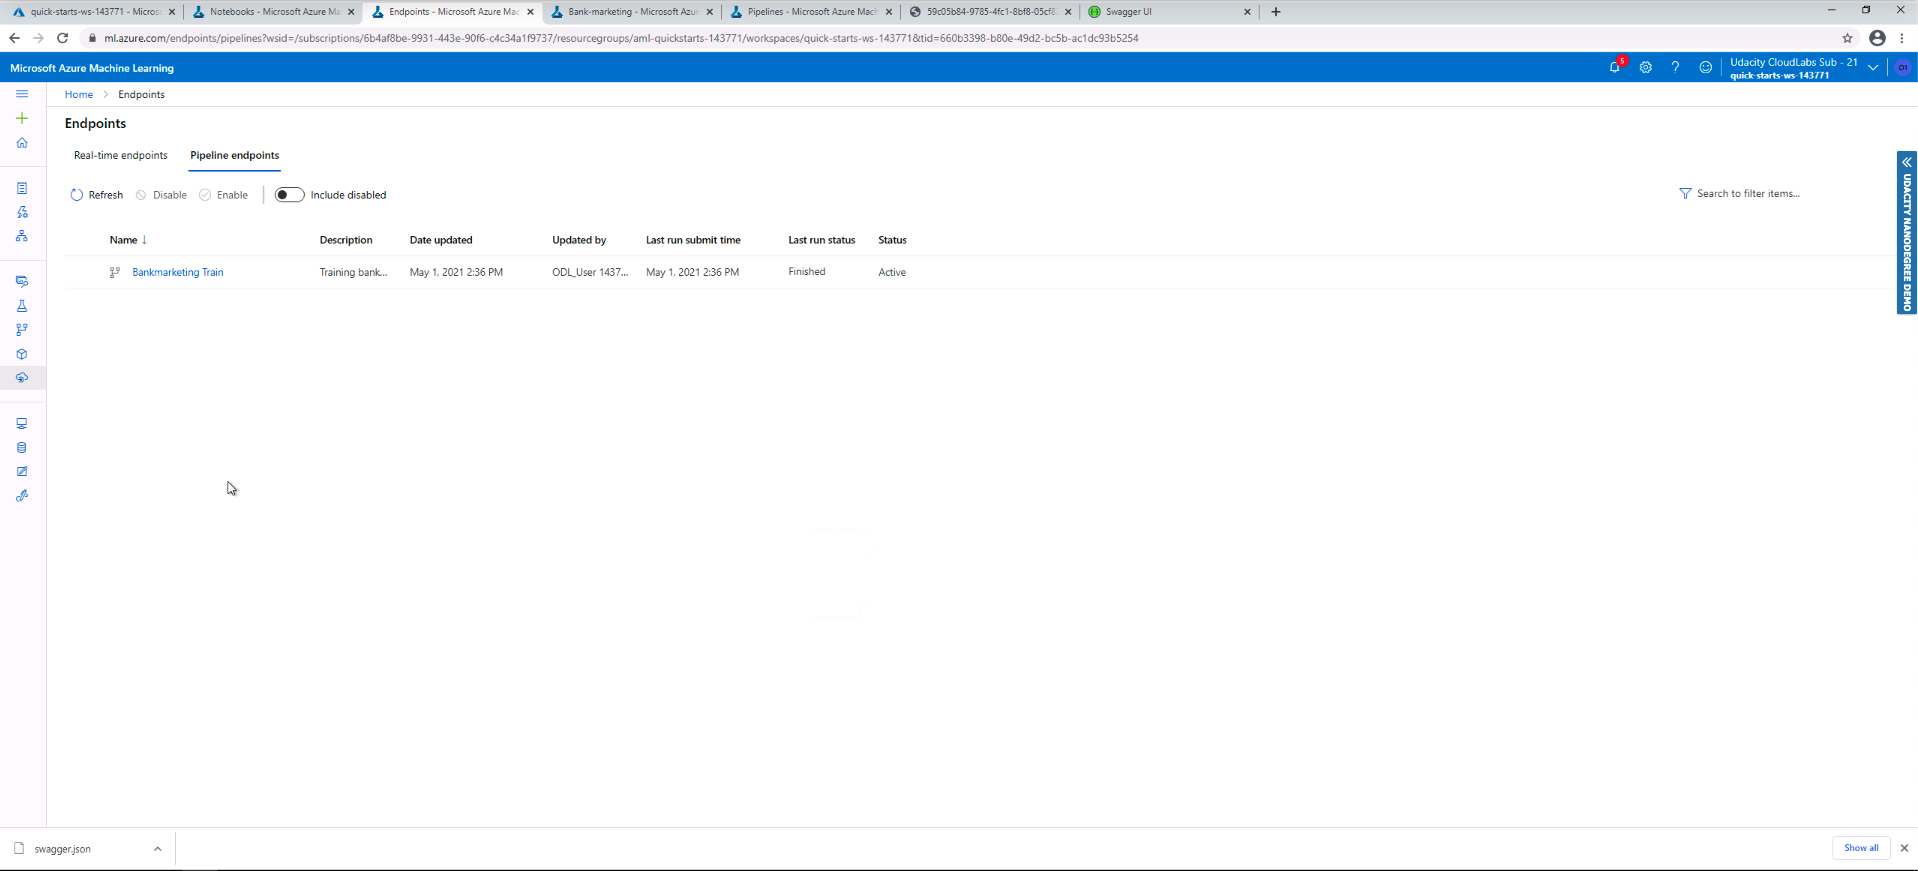 quick-starts-ws-143771 - Micros
Notebooks - Microsoft Azure Ma
Endpoints - Microsoft Azure Mac
Bank-marketing - Microsoft Azur
Pipelines - Microsoft Azure Mach
59c05b84-9785-4fc1-8bf8-05cf8
Swagger UI
ml.azure.com/endpoints/pipelines?wsid=/subscriptions/6b4af8be-9931-443e-90f6-c4c34a1f9737/resourcegroups/aml-quickstarts-143771/workspaces/quick-starts-ws-143771&tid=660b3398-b80e-49d2-bc5b-ac1dc93b5254
Microsoft Azure Machine Learning
5
?
Udacity CloudLabs Sub - 21
quick-starts-ws-143771
Home > Endpoints
Endpoints
Real-time endpoints
Pipeline endpoints
Refresh
Disable
Enable
Include disabled
Search to filter items...
UDACITY NANODEGREE DEMO
Name ↓ Description Date updated Updated by Last run submit time Last run status Status
Bankmarketing Train Training bank... May 1, 2021 2:36 PM ODL_User 1437... May 1, 2021 2:36 PM Finished Active
swagger.json
Show all